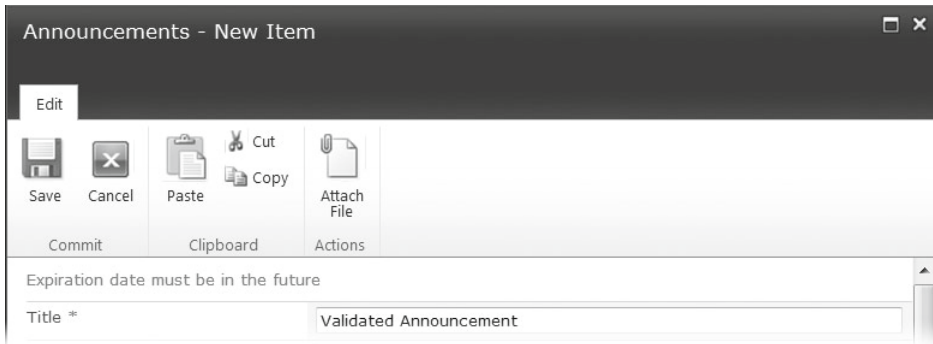 Announcements - New Item
Edit
Save
Cancel
Paste
Cut
Copy
Attach
File
Commit
Clipboard
Actions
Expiration date must be in the future
Title *
Validated Announcement